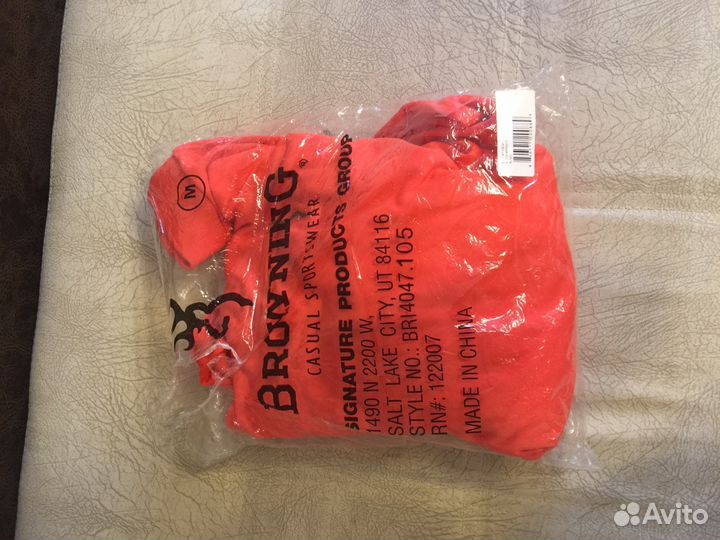 M
BROWNING®
CASUAL SPORTSWEAR
SIGNATURE PRODUCTS GROUP
1490 N 2200 W,
SALT LAKE CITY, UT 84116
STYLE NO.: BRI4047.105
RN#: 122007
MADE IN CHINA
Avito